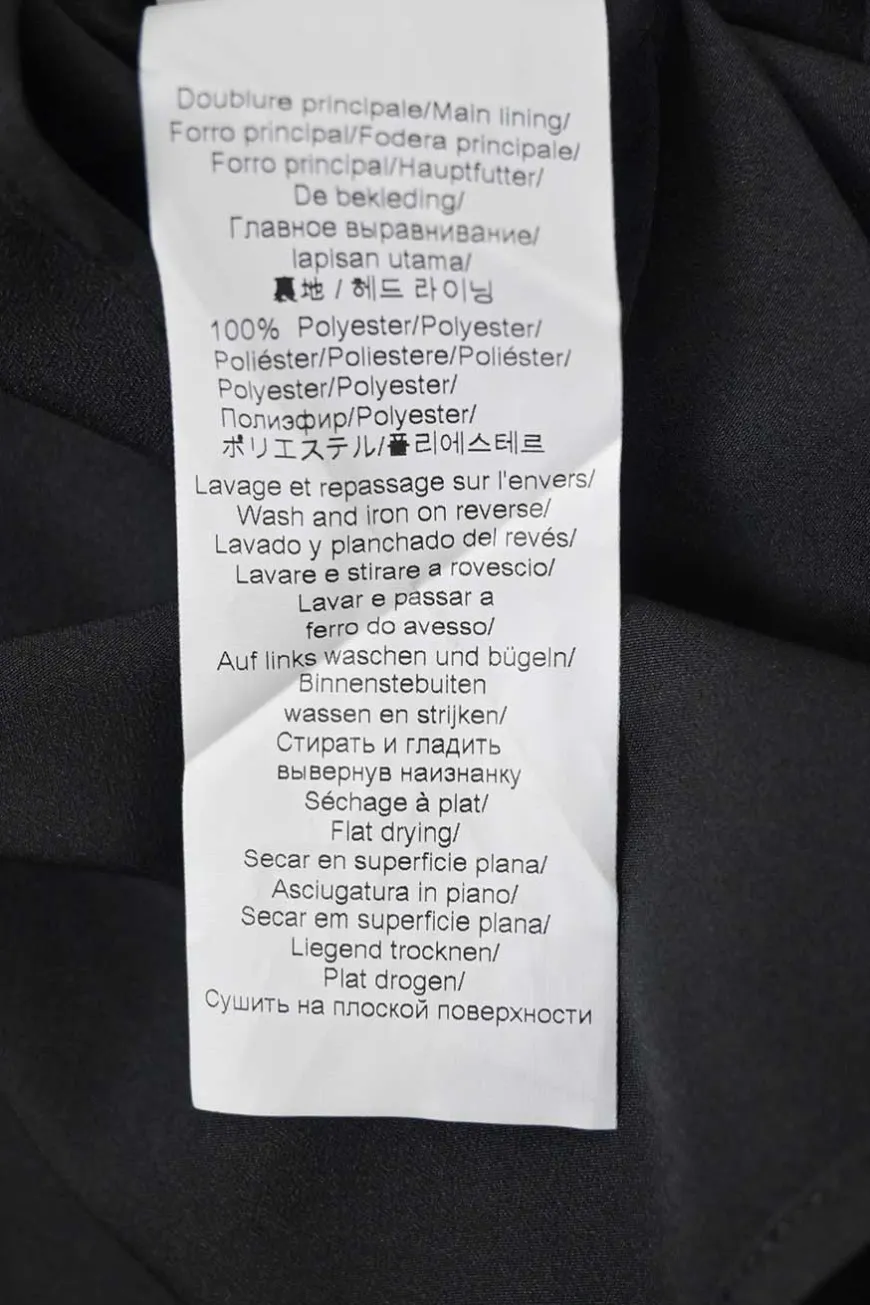 Doublure principale/Main lining/
Forro principal/Fodera principale/
Forro principal/Hauptfutter/
De bekleding/
Главное выравнивание/
lapisan utama/
裏地 / 헤드 라이닝
100% Polyester/Polyester/
Poliéster/Poliestere/Poliéster/
Polyester/Polyester/
Полиэфир/Polyester/
ポリエステル/폴리에스테르
Lavage et repassage sur l'envers/
Wash and iron on reverse/
Lavado y planchado del revés/
Lavare e stirare a rovescio/
Lavar e passar a
ferro do avesso/
Auf links waschen und bügeln/
Binnenstebuiten
wassen en strijken/
Стирать и гладить
вывернув наизнанку
Séchage à plat/
Flat drying/
Secar en superficie plana/
Asciugatura in piano/
Secar em superficie plana/
Liegend trocknen/
Plat drogen/
Сушить на плоской поверхности